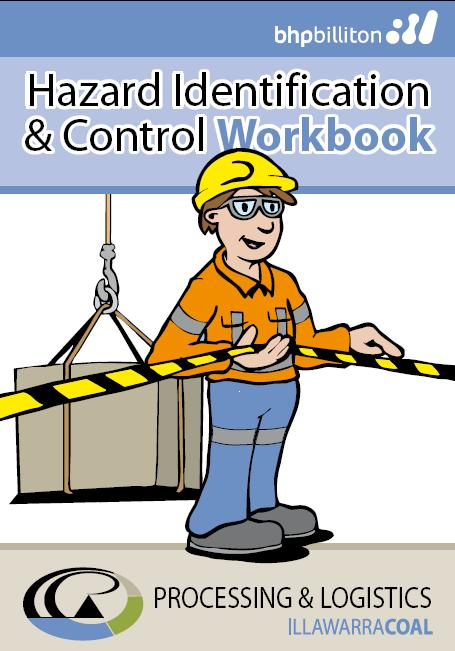 bhpbilliton
Hazard Identification
& Control Workbook
PROCESSING & LOGISTICS
ILLAWARRACOAL